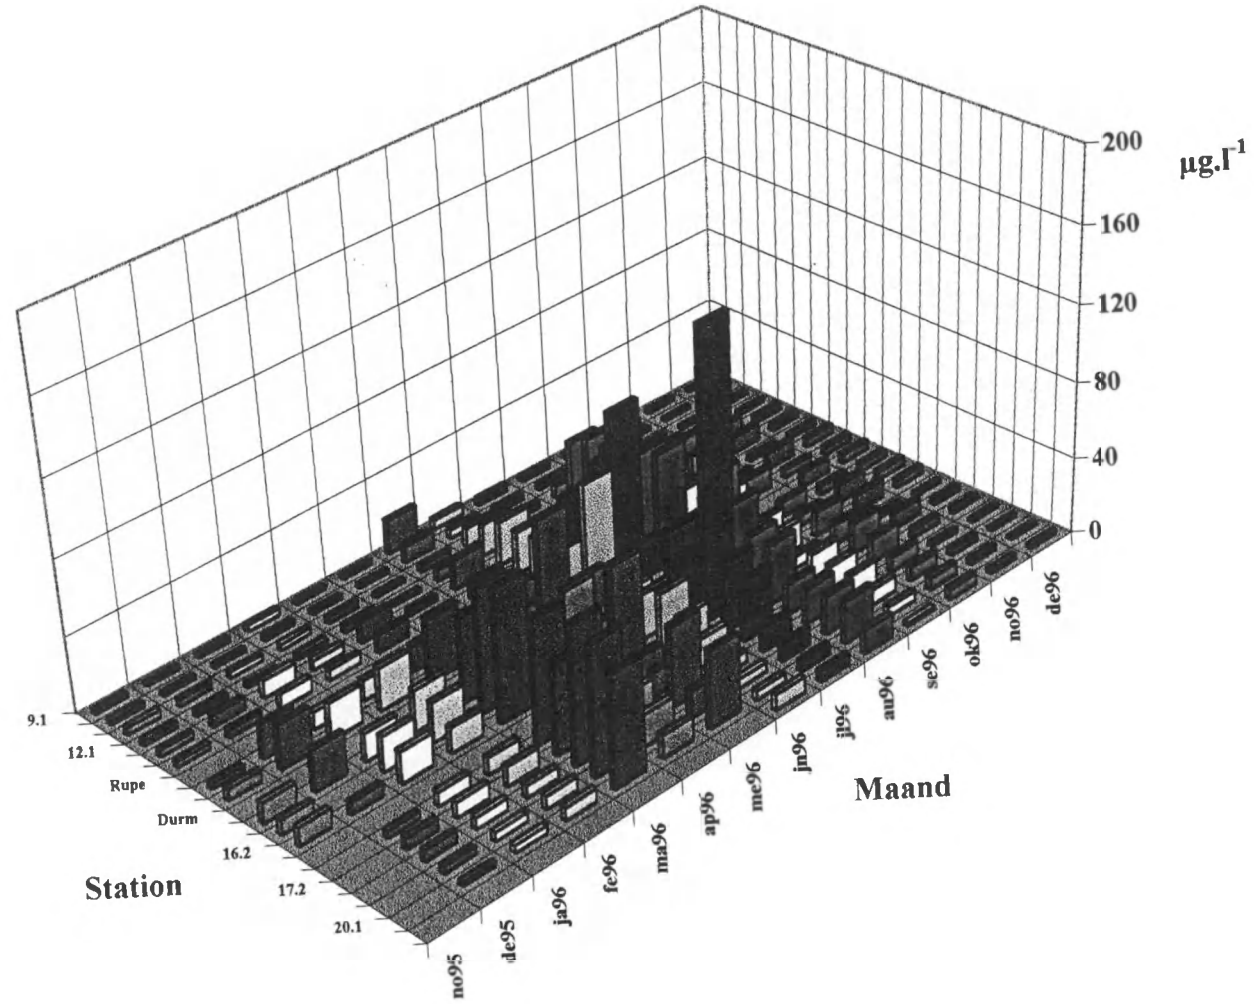 200
µg.l⁻¹
160
120
80
40
0
9.1
12.1
Rupe
Durm
16.2
17.2
20.1
Station
no95
de95
ja96
fe96
ma96
ap96
me96
jn96
jl96
au96
se96
ok96
no96
de96
Maand